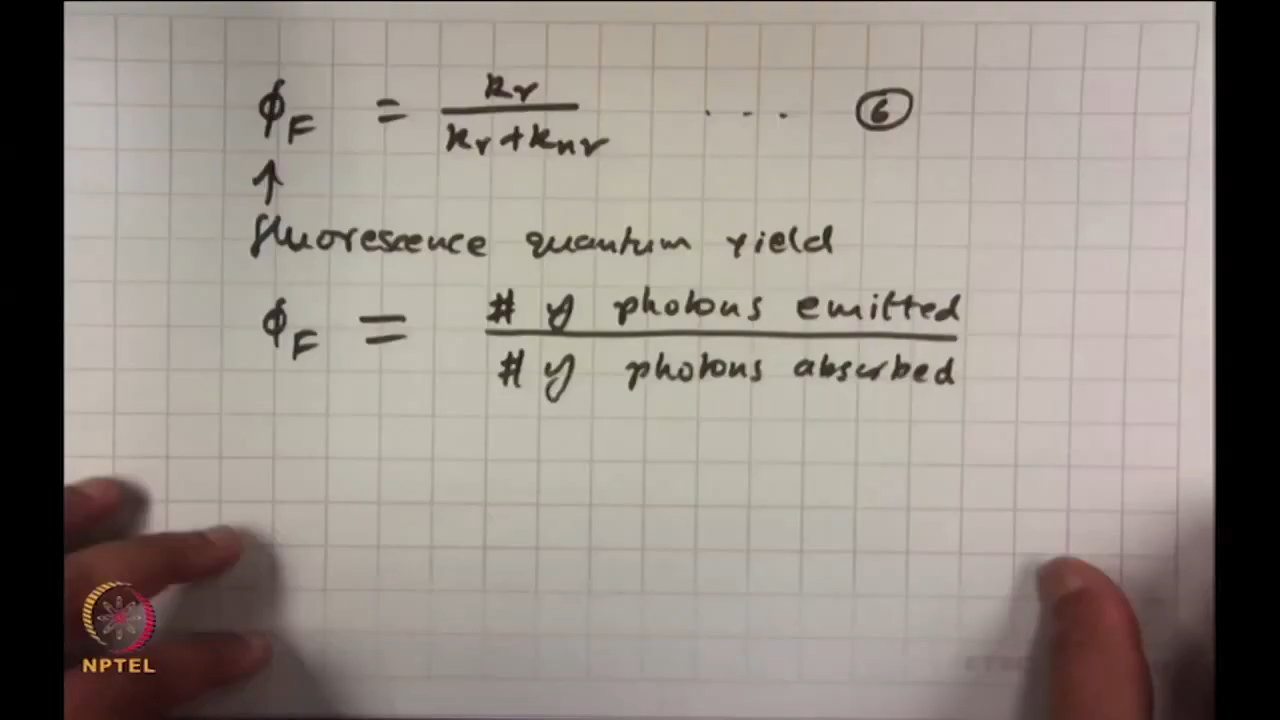 ϕF = kr / kr + knr ... ⑥
↑
fluorescence quantum yield
ϕF = # of photons emitted / # of photons absorbed
NPTEL